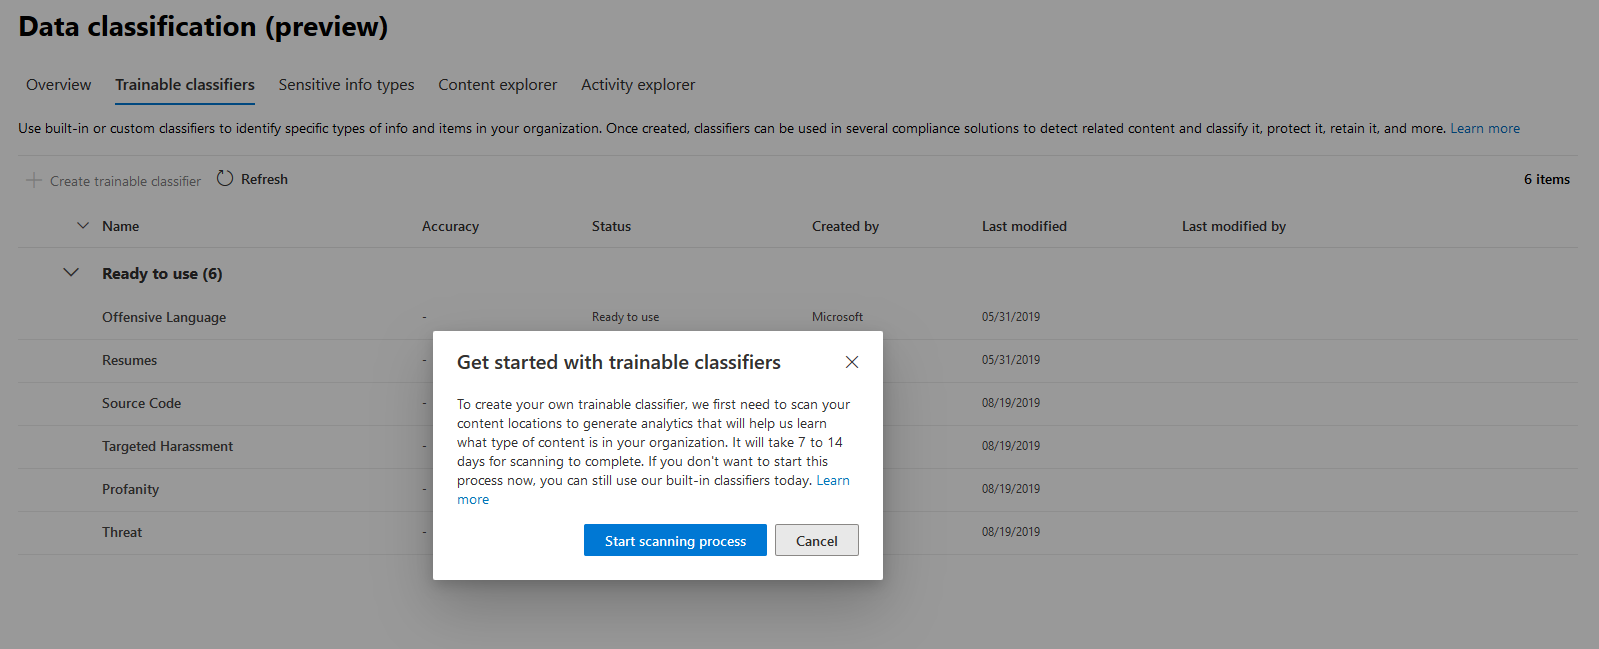 Data classification (preview)
Overview Trainable classifiers Sensitive info types Content explorer Activity explorer
Use built-in or custom classifiers to identify specific types of info and items in your organization. Once created, classifiers can be used in several compliance solutions to detect related content and classify it, protect it, retain it, and more. Learn more
Create trainable classifier Refresh 6 items
Name Accuracy Status Created by Last modified Last modified by
Ready to use (6)
Offensive Language - Ready to use Microsoft 05/31/2019
Resumes - 05/31/2019
Source Code - 08/19/2019
Targeted Harassment - 08/19/2019
Profanity - 08/19/2019
Threat - 08/19/2019
Get started with trainable classifiers
To create your own trainable classifier, we first need to scan your
content locations to generate analytics that will help us learn
what type of content is in your organization. It will take 7 to 14
days for scanning to complete. If you don't want to start this
process now, you can still use our built-in classifiers today. Learn
more
Start scanning process Cancel